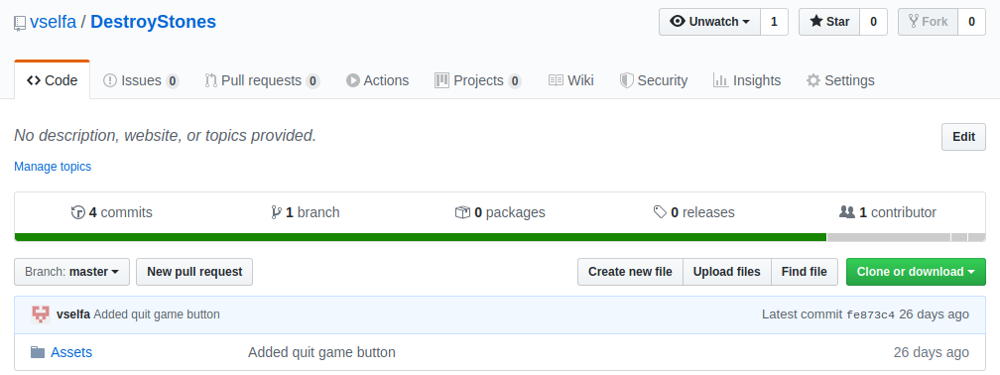 vselfa / DestroyStones Unwatch 1 Star 0 Fork 0
Code Issues 0 Pull requests 0 Actions Projects 0 Wiki Security Insights Settings
No description, website, or topics provided. Edit
Manage topics
4 commits 1 branch 0 packages 0 releases 1 contributor
Branch: master New pull request Create new file Upload files Find file Clone or download
vselfa Added quit game button Latest commit fe873c4 26 days ago
Assets Added quit game button 26 days ago